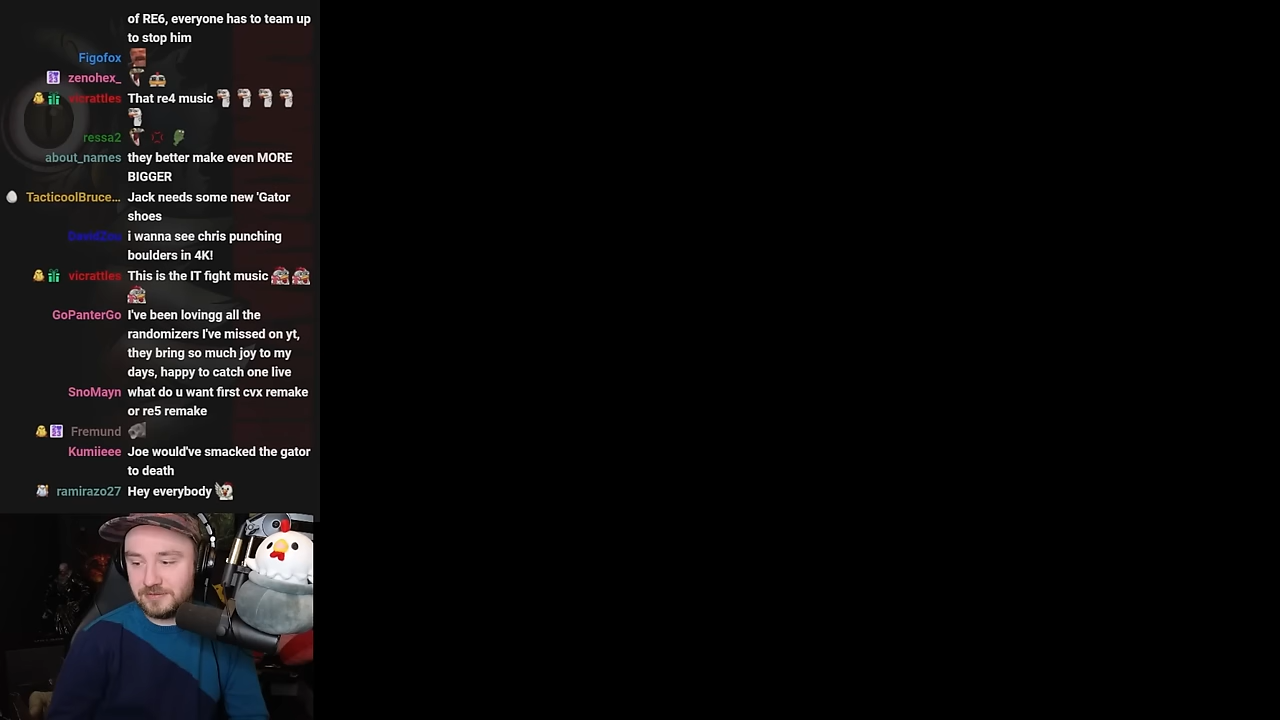 of RE6, everyone has to team up
to stop him
Figofox
zenohex_
vicrattles That re4 music
ressa2
about_names they better make even MORE
BIGGER
TacticoolBruce... Jack needs some new 'Gator
shoes
DavidZou i wanna see chris punching
boulders in 4K!
vicrattles This is the IT fight music
GoPanterGo I've been lovingg all the
randomizers I've missed on yt,
they bring so much joy to my
days, happy to catch one live
SnoMayn what do u want first cvx remake
or re5 remake
Fremund
Kumiieee Joe would've smacked the gator
to death
ramirazo27 Hey everybody